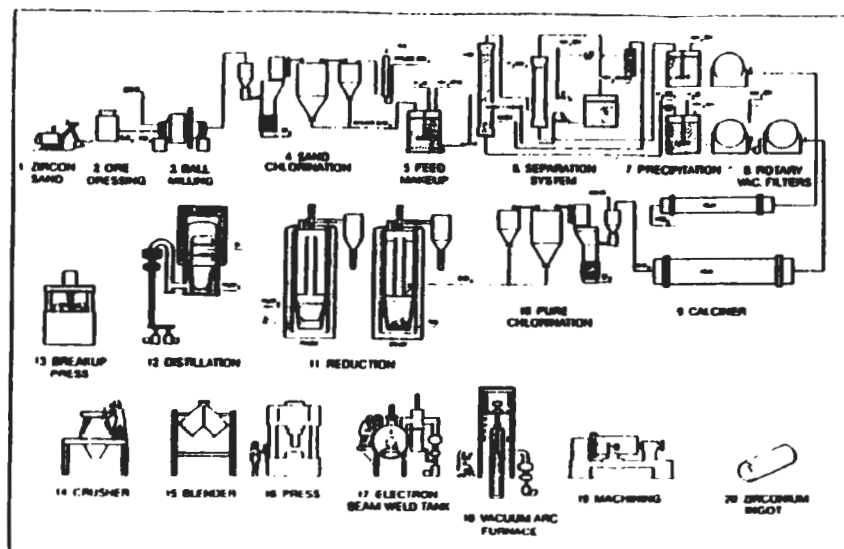 1 ZIRCON
SAND
2 ORE
DRESSING
3 BALL
MILLING
4 SAND
CHLORINATION
5 FEED
MAKEUP
6 SEPARATION
SYSTEM
7 PRECIPITATION
8 ROTARY
VAC. FILTERS
13 BREAKUP
PRESS
12 DISTILLATION
11 REDUCTION
10 PURE
CHLORINATION
9 CALCINER
14 CRUSHER
15 BLENDER
16 PRESS
17 ELECTRON
BEAM WELD TANK
18 VACUUM ARC
FURNACE
19 MACHINING
20 ZIRCONIUM
INGOT